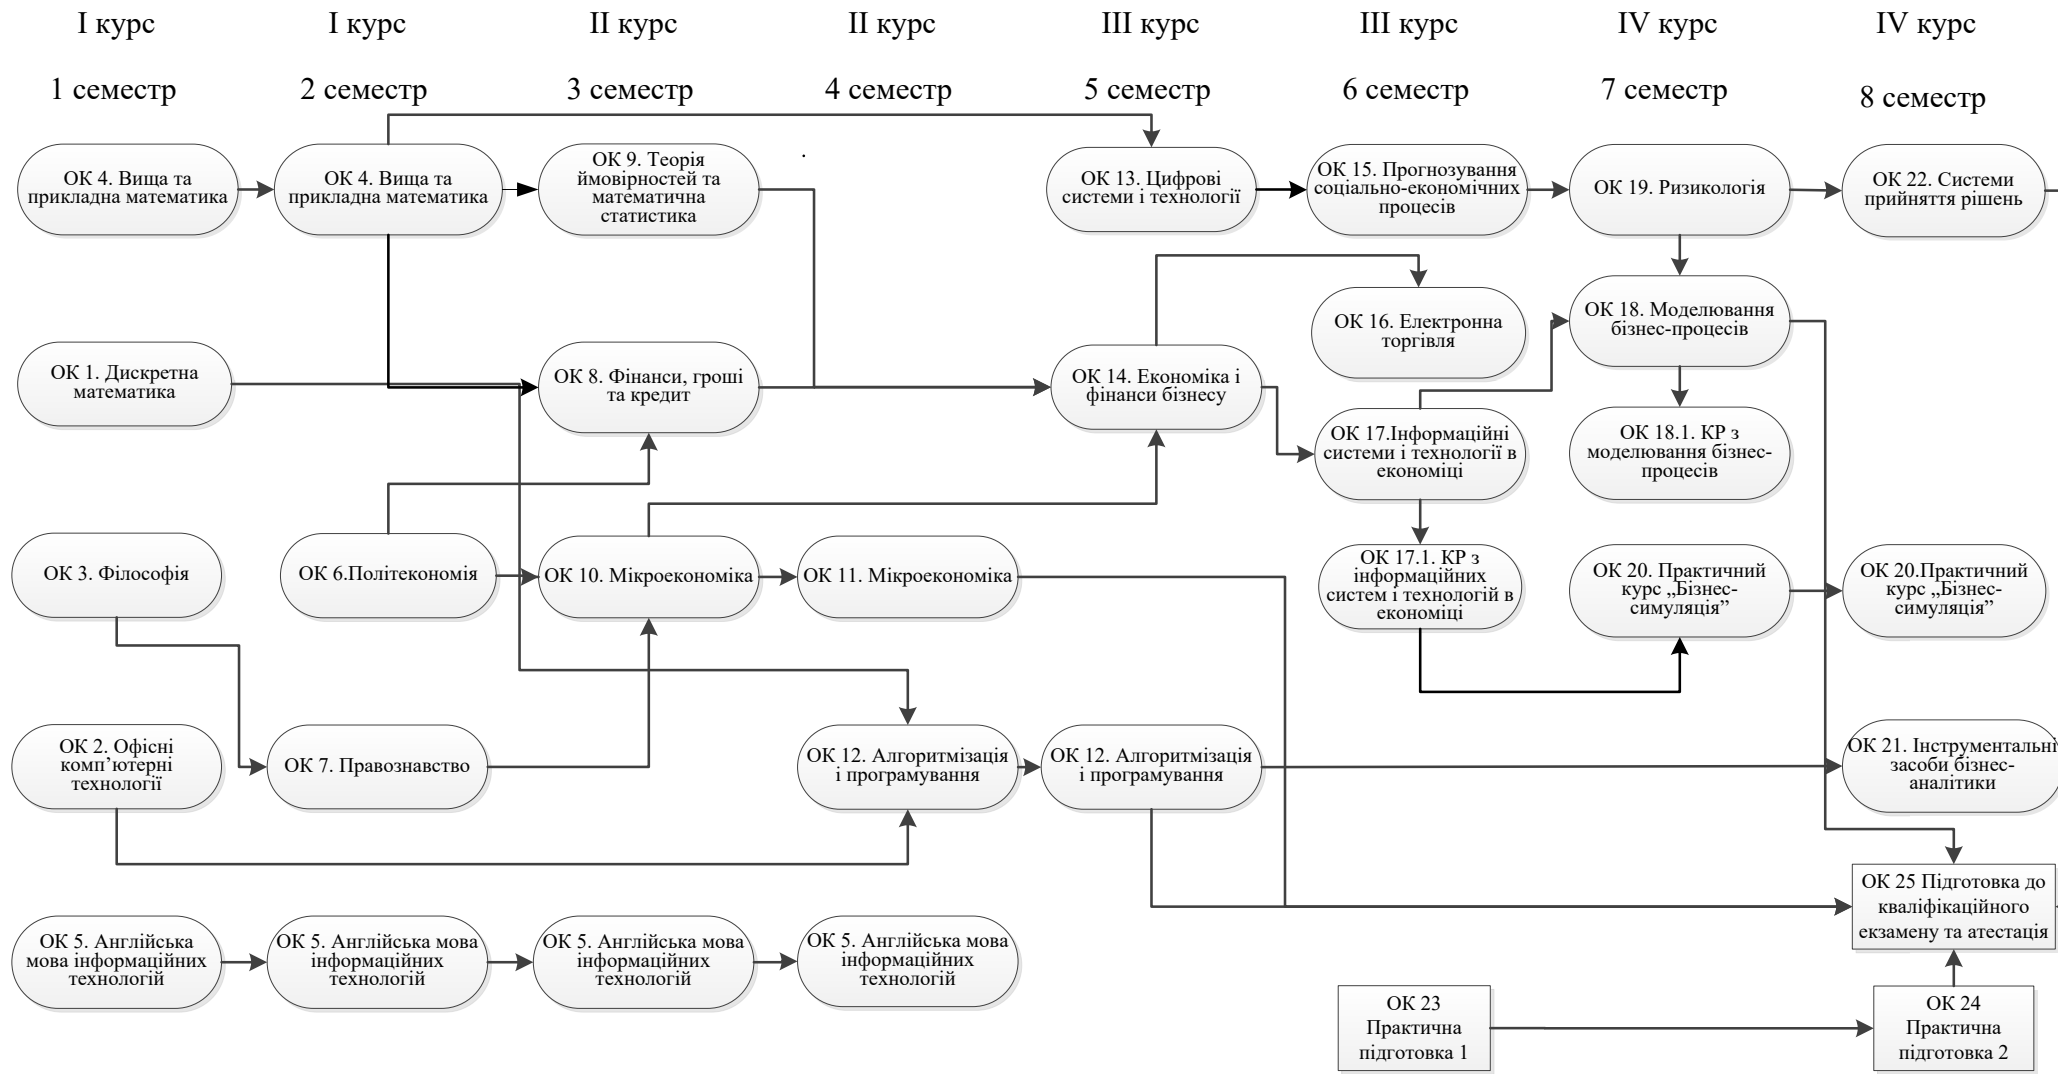 I курс
I курс
II курс
II курс
III курс
III курс
IV курс
IV курс
1 семестр
2 семестр
3 семестр
4 семестр
5 семестр
6 семестр
7 семестр
8 семестр
ОК 4. Вища та
прикладна математика
ОК 4. Вища та
прикладна математика
ОК 9. Теорія
ймовірностей та
математична
статистика
.
ОК 13. Цифрові
системи і технології
ОК 15. Прогнозування
соціально-економічних
процесів
ОК 19. Ризикологія
ОК 22. Системи
прийняття рішень
ОК 16. Електронна
торгівля
ОК 18. Моделювання
бізнес-процесів
ОК 1. Дискретна
математика
ОК 8. Фінанси, гроші
та кредит
ОК 14. Економіка і
фінанси бізнесу
ОК 17.Інформаційні
системи і технології в
економіці
ОК 18.1. КР з
моделювання бізнес-
процесів
ОК 3. Філософія
ОК 6.Політекономія
ОК 10. Мікроекономіка
ОК 11. Мікроекономіка
ОК 17.1. КР з
інформаційних
систем і технологій в
економіці
ОК 20. Практичний
курс „Бізнес-
симуляція”
ОК 20.Практичний
курс „Бізнес-
симуляція”
ОК 2. Офісні
комп’ютерні
технології
ОК 7. Правознавство
ОК 12. Алгоритмізація
і програмування
ОК 12. Алгоритмізація
і програмування
ОК 21. Інструментальні
засоби бізнес-
аналітики
ОК 25 Підготовка до
кваліфікаційного
екзамену та атестація
ОК 5. Англійська
мова інформаційних
технологій
ОК 5. Англійська мова
інформаційних
технологій
ОК 5. Англійська мова
інформаційних
технологій
ОК 5. Англійська мова
інформаційних
технологій
ОК 23
Практична
підготовка 1
ОК 24
Практична
підготовка 2